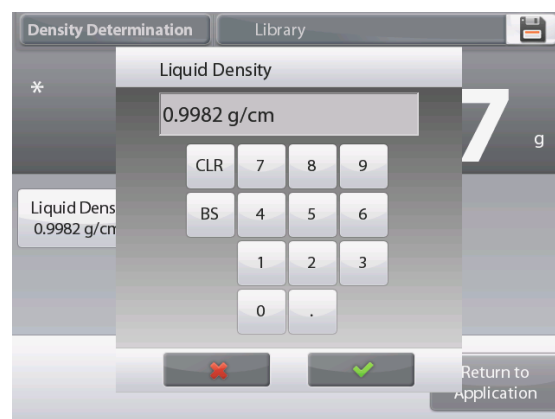 Density Determination Library
Liquid Density
*
0.9982 g/cm
7 g
CLR 7 8 9
Liquid Dens
0.9982 g/cm
BS 4 5 6
1 2 3
0 .
Return to
Application